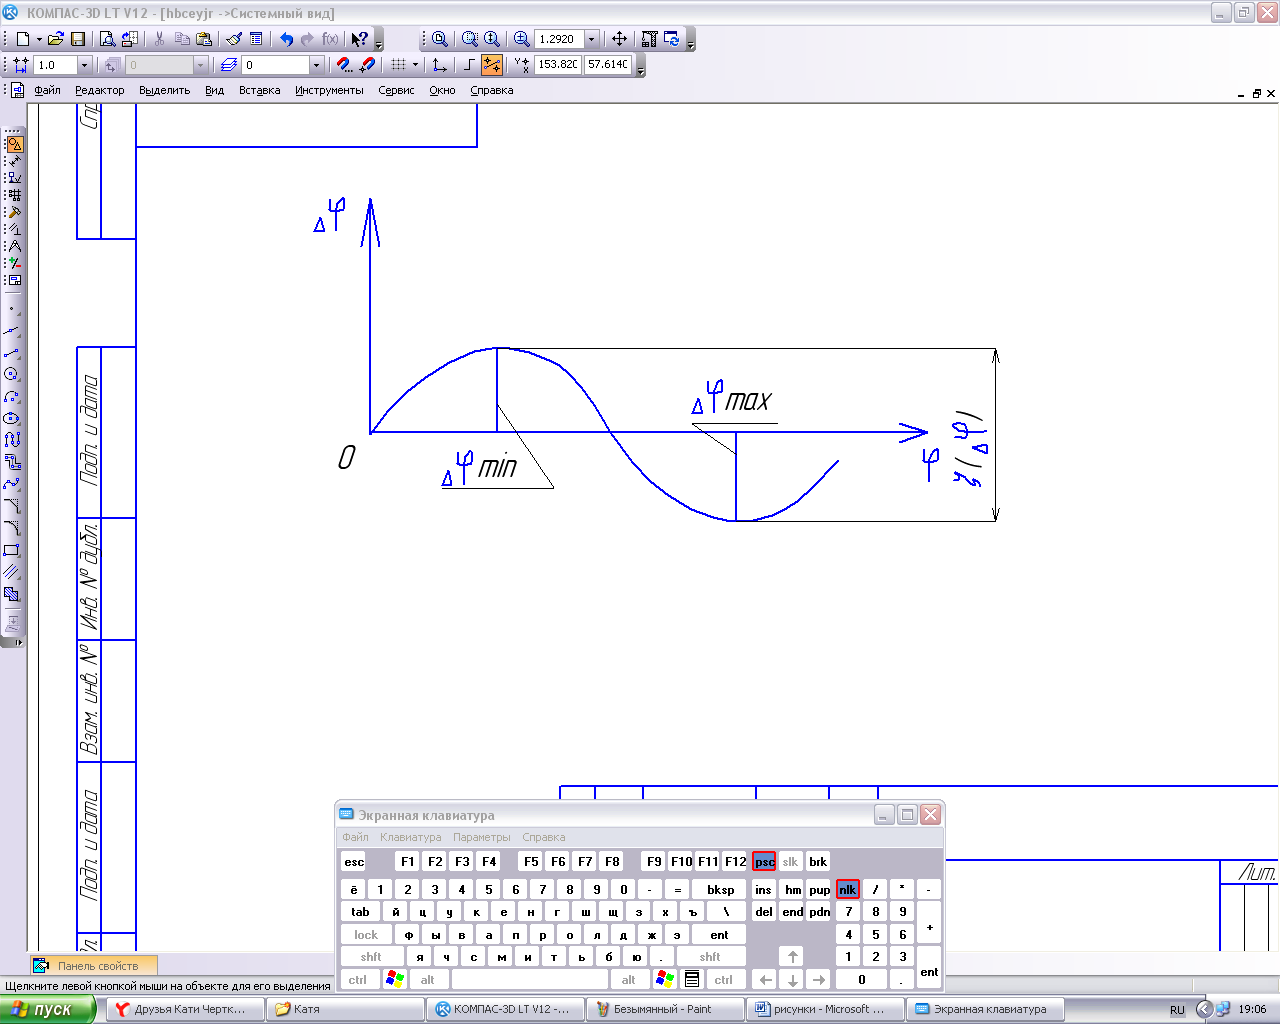 КОМПАС-3D LT V12 - [hbceyjr ->Системный вид]
1.2920
1.0 0 0 153.820 57.6140
Файл Редактор Выделить Вид Вставка Инструменты Сервис Окно Справка
Δφ
Δφmax
0
Δφmin
φ
Подп. и дата
Инв. № дубл.
Взам. инв. №
Подп. и дата
Лит.
Экранная клавиатура
Файл Клавиатура Параметры Справка
esc F1 F2 F3 F4 F5 F6 F7 F8 F9 F10 F11 F12 psc slk brk
ё 1 2 3 4 5 6 7 8 9 0 - = bksp ins hm pup nlk / * -
tab й ц у к е н г ш щ з х ъ \ del end pdn 7 8 9 +
lock ф ы в а п р о л д ж э ent 4 5 6
shft я ч с м и т ь б ю . shft ↑ 1 2 3 ent
ctrl alt alt ctrl ← ↓ → 0 .
Панель свойств
Щелкните левой кнопкой мыши на объекте для его выделения
пуск Друзья Кати Чертк... Катя КОМПАС-3D LT V12 -... Безымянный - Paint рисунки - Microsoft ... Экранная клавиатура RU 19:06